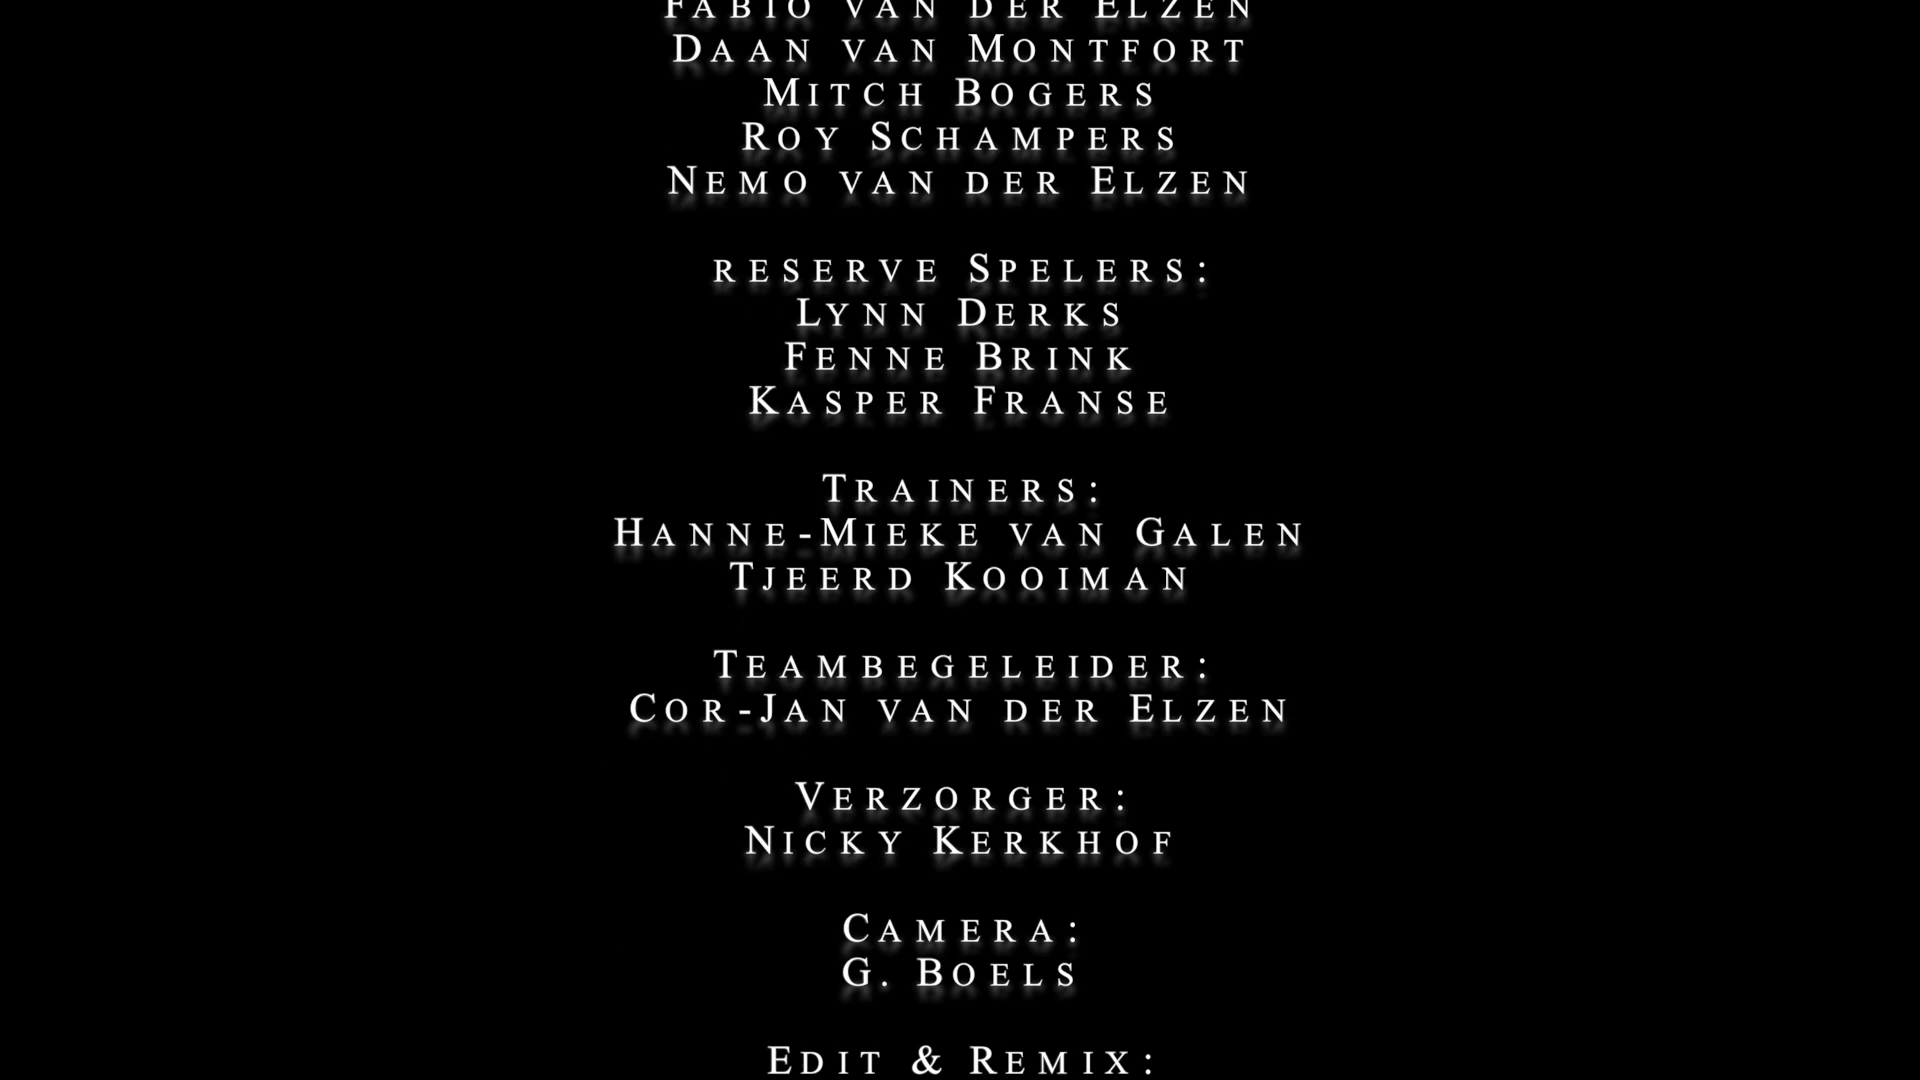 Fabio van der Elzen
Daan van Montfort
Mitch Bogers
Roy Schampers
Nemo van der Elzen
reserve Spelers:
Lynn Derks
Fenne Brink
Kasper Franse
Trainers:
Hanne-Mieke van Galen
Tjeerd Kooiman
Teambegeleider:
Cor-Jan van der Elzen
Verzorger:
Nicky Kerkhof
Camera:
G. Boels
Edit & Remix: